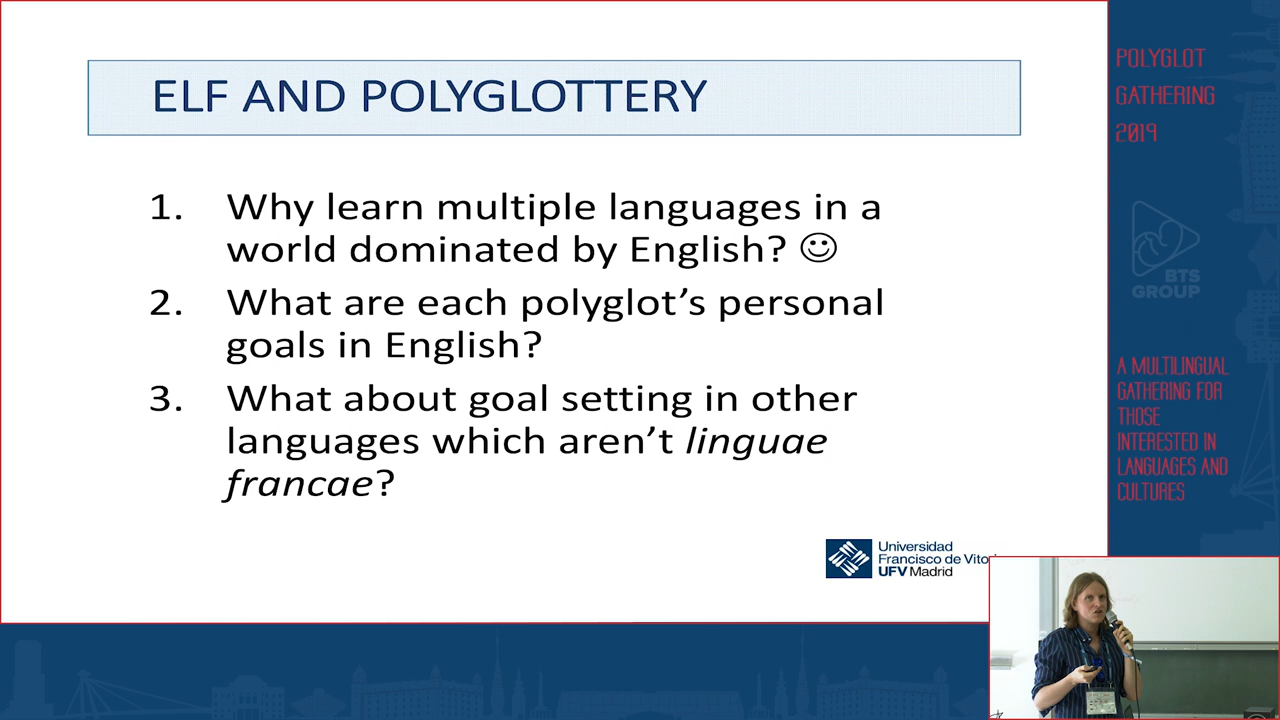 ELF AND POLYGLOTTERY
1. Why learn multiple languages in a
world dominated by English? ☺
2. What are each polyglot’s personal
goals in English?
3. What about goal setting in other
languages which aren’t linguae
francae?
Universidad
Francisco de Vito
UFV Madrid
POLYGLOT
GATHERING
2019
BTS
GROUP
A MULTILINGUAL
GATHERING FOR
THOSE
INTERESTED IN
LANGUAGES AND
CULTURES